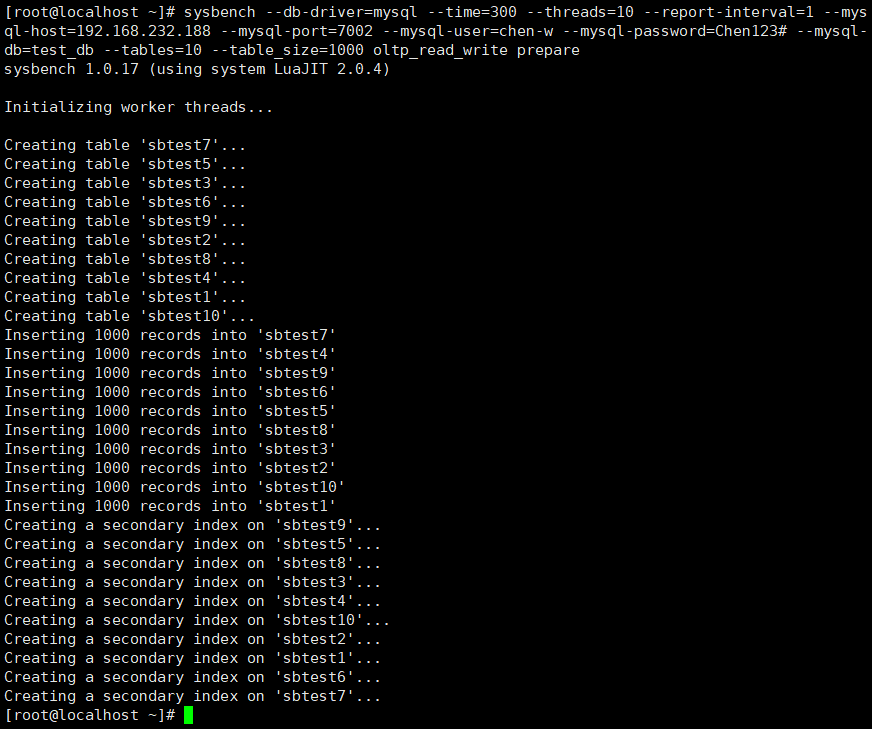 [root@localhost ~]# sysbench --db-driver=mysql --time=300 --threads=10 --report-interval=1 --mys
ql-host=192.168.232.188 --mysql-port=7002 --mysql-user=chen-w --mysql-password=Chen123# --mysql-
db=test_db --tables=10 --table_size=1000 oltp_read_write prepare
sysbench 1.0.17 (using system LuaJIT 2.0.4)
Initializing worker threads...
Creating table 'sbtest7'...
Creating table 'sbtest5'...
Creating table 'sbtest3'...
Creating table 'sbtest6'...
Creating table 'sbtest9'...
Creating table 'sbtest2'...
Creating table 'sbtest8'...
Creating table 'sbtest4'...
Creating table 'sbtest1'...
Creating table 'sbtest10'...
Inserting 1000 records into 'sbtest7'
Inserting 1000 records into 'sbtest4'
Inserting 1000 records into 'sbtest9'
Inserting 1000 records into 'sbtest6'
Inserting 1000 records into 'sbtest5'
Inserting 1000 records into 'sbtest8'
Inserting 1000 records into 'sbtest3'
Inserting 1000 records into 'sbtest2'
Inserting 1000 records into 'sbtest10'
Inserting 1000 records into 'sbtest1'
Creating a secondary index on 'sbtest9'...
Creating a secondary index on 'sbtest5'...
Creating a secondary index on 'sbtest8'...
Creating a secondary index on 'sbtest3'...
Creating a secondary index on 'sbtest4'...
Creating a secondary index on 'sbtest10'...
Creating a secondary index on 'sbtest2'...
Creating a secondary index on 'sbtest1'...
Creating a secondary index on 'sbtest6'...
Creating a secondary index on 'sbtest7'...
[root@localhost ~]#